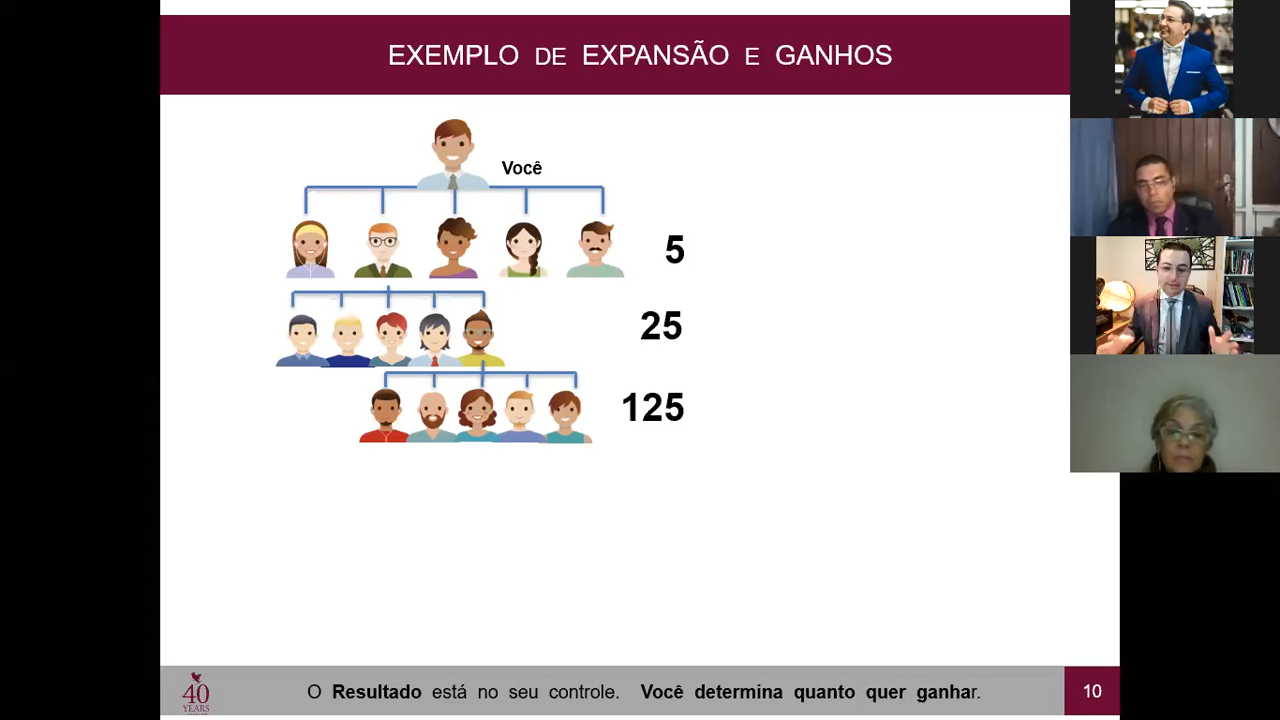 EXEMPLO DE EXPANSÃO E GANHOS
Você
5
25
125
40
YEARS
O Resultado está no seu controle. Você determina quanto quer ganhar.
10